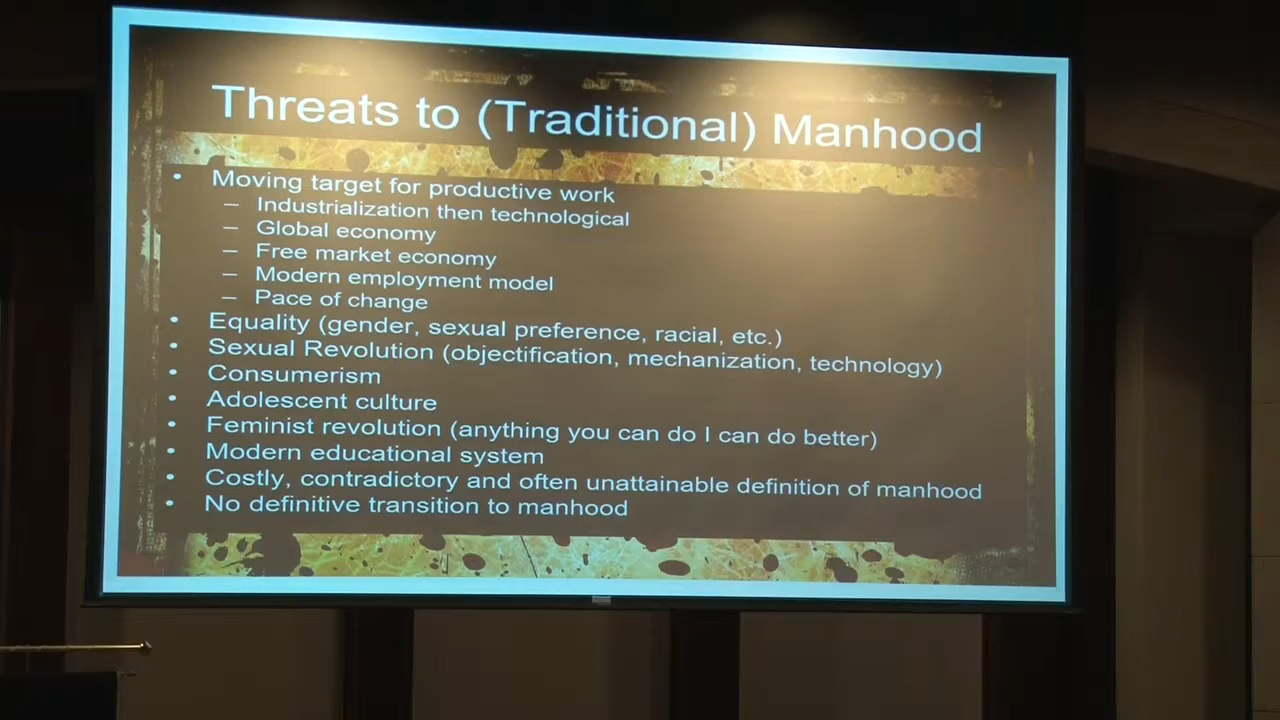 Threats to (Traditional) Manhood
• Moving target for productive work
– Industrialization then technological
– Global economy
– Free market economy
– Modern employment model
– Pace of change
• Equality (gender, sexual preference, racial, etc.)
• Sexual Revolution (objectification, mechanization, technology)
• Consumerism
• Adolescent culture
• Feminist revolution (anything you can do I can do better)
• Modern educational system
• Costly, contradictory and often unattainable definition of manhood
• No definitive transition to manhood